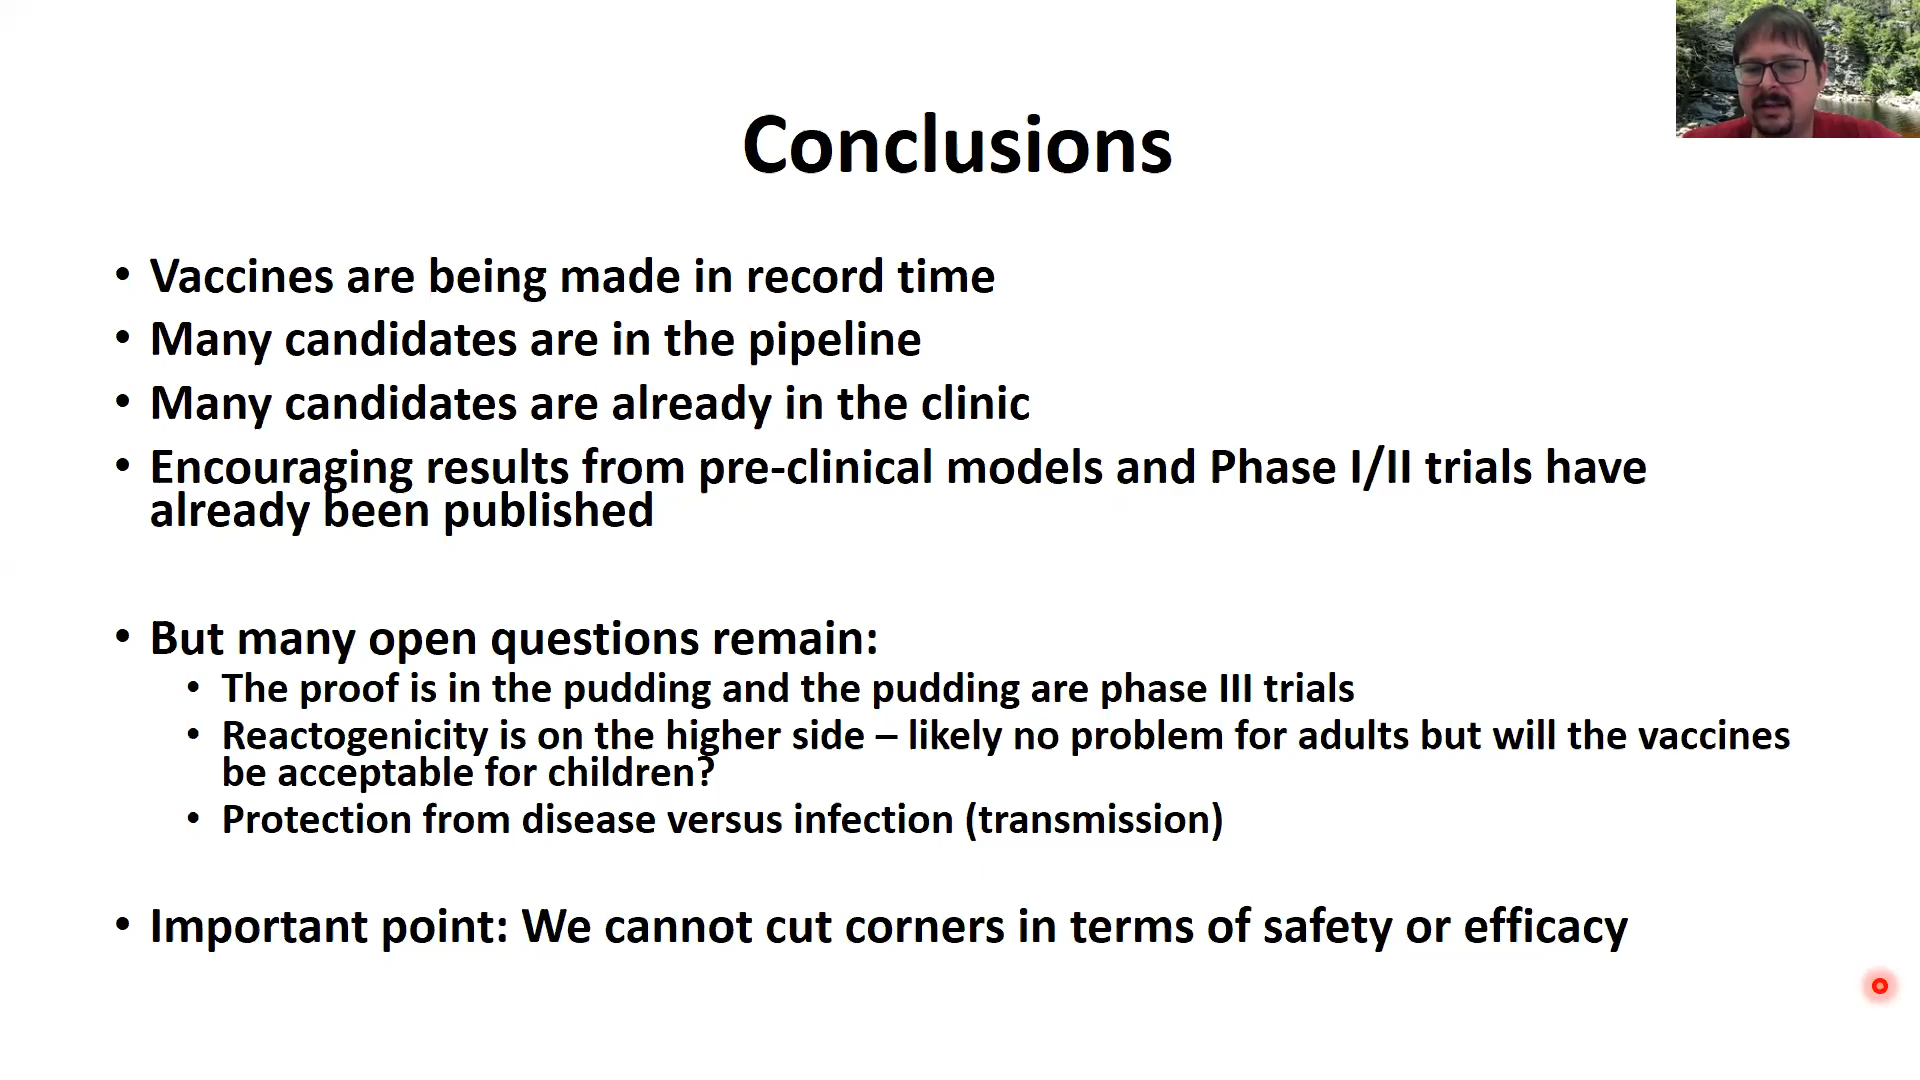 Conclusions
• Vaccines are being made in record time
• Many candidates are in the pipeline
• Many candidates are already in the clinic
• Encouraging results from pre-clinical models and Phase I/II trials have
already been published
• But many open questions remain:
• The proof is in the pudding and the pudding are phase III trials
• Reactogenicity is on the higher side – likely no problem for adults but will the vaccines
be acceptable for children?
• Protection from disease versus infection (transmission)
• Important point: We cannot cut corners in terms of safety or efficacy